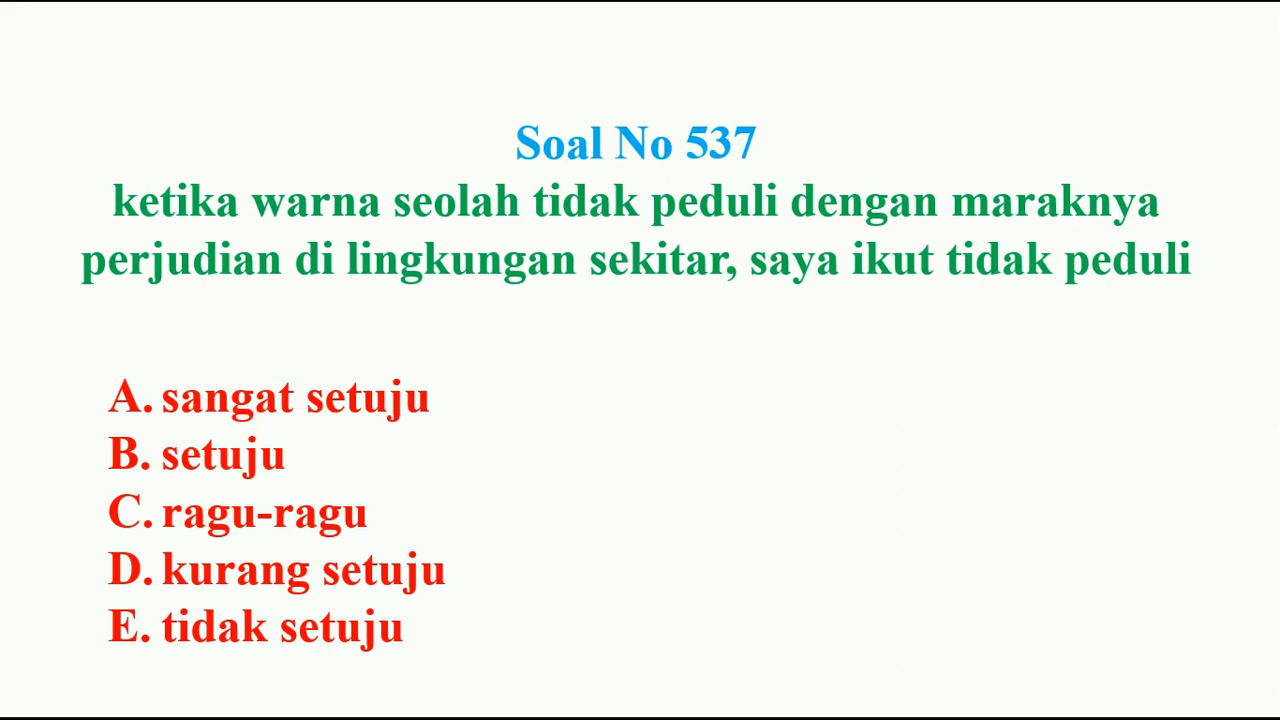 Soal No 537
ketika warna seolah tidak peduli dengan maraknya
perjudian di lingkungan sekitar, saya ikut tidak peduli
A. sangat setuju
B. setuju
C. ragu-ragu
D. kurang setuju
E. tidak setuju